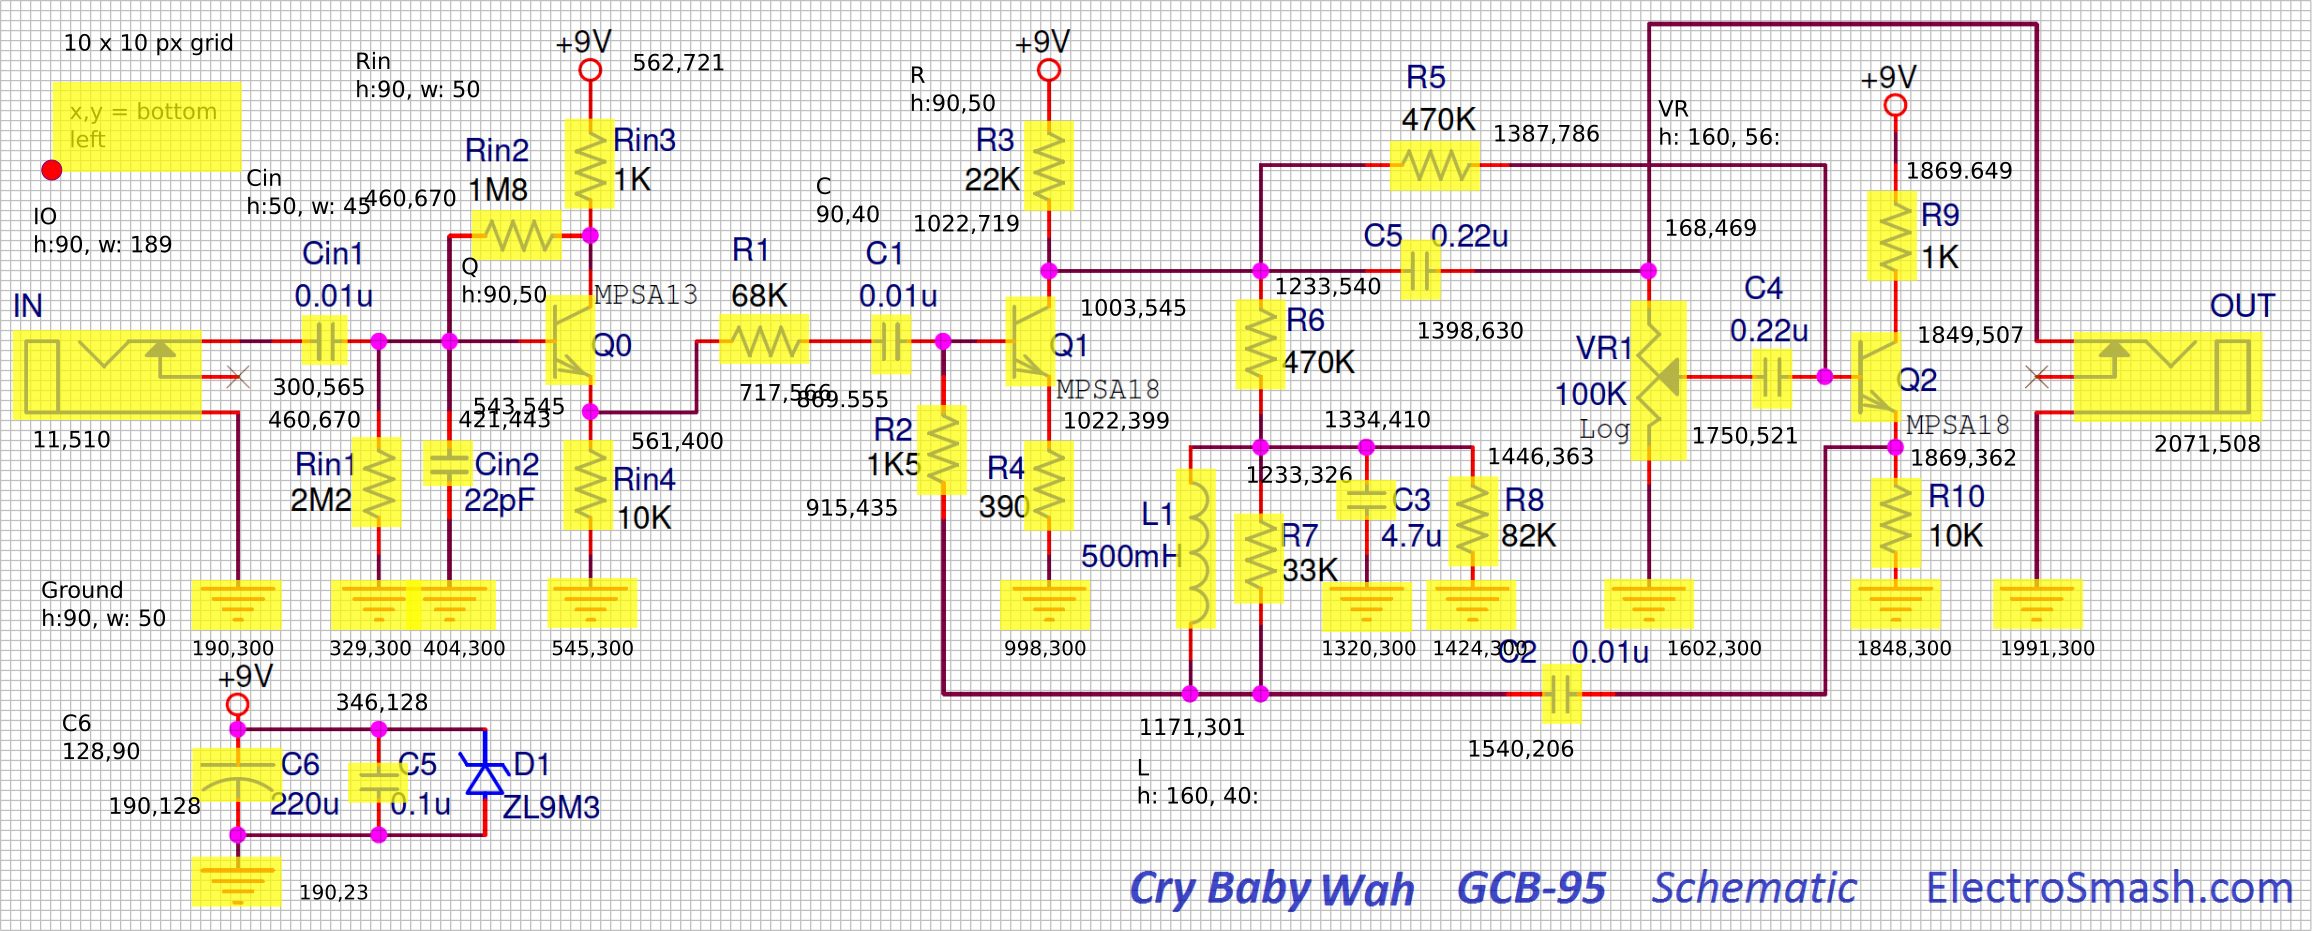 10 x 10 px grid
x,y = bottom
left
IO
h:90, w: 189
Cin
h:50, w: 45
Rin
h:90, w: 50
+9V
562,721
Rin3
1K
Rin2
1M8
460,670
Cin1
0.01u
Q
h:90,50
MPSA13
Q0
IN
11,510
300,565
460,670
543,545
421,443
561,400
Rin1
2M2
Cin2
22pF
Rin4
10K
Ground
h:90, w: 50
190,300
329,300
404,300
545,300
R
h:90,50
+9V
R3
22K
C
90,40
1022,719
R1
68K
C1
0.01u
717,566
869.555
1003,545
Q1
MPSA18
1022,399
R2
1K5
915,435
R4
390
998,300
R5
470K
1387,786
C5
0.22u
1233,540
1398,630
R6
470K
1334,410
1233,326
1446,363
L1
500mH
R7
33K
C3
4.7u
R8
82K
1320,300
1424,300
C2
0.01u
1602,300
1171,301
1540,206
L
h: 160, 40:
VR
h: 160, 56:
168,469
VR1
100K
Log
C4
0.22u
1750,521
+9V
1869.649
R9
1K
1849,507
Q2
MPSA18
1869,362
R10
10K
1848,300
1991,300
OUT
2071,508
+9V
346,128
C6
128,90
190,128
C6
220u
C5
0.1u
D1
ZL9M3
190,23
Cry Baby Wah GCB-95 Schematic ElectroSmash.com